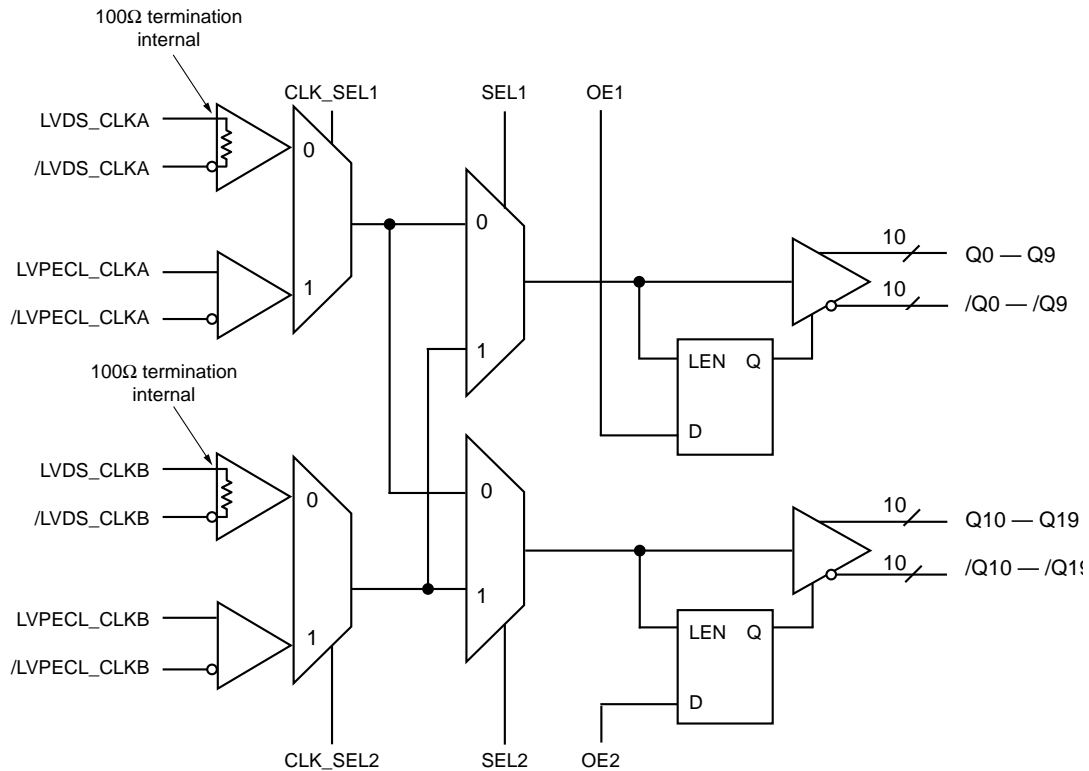 100Ω termination
internal
CLK_SEL1
SEL1
OE1
LVDS_CLKA
/LVDS_CLKA
0
LVPECL_CLKA
/LVPECL_CLKA
1
0
1
10
Q0 — Q9
10
/Q0 — /Q9
LEN Q
D
100Ω termination
internal
LVDS_CLKB
/LVDS_CLKB
0
LVPECL_CLKB
/LVPECL_CLKB
1
0
1
10
Q10 — Q19
10
/Q10 — /Q19
LEN Q
D
CLK_SEL2
SEL2
OE2